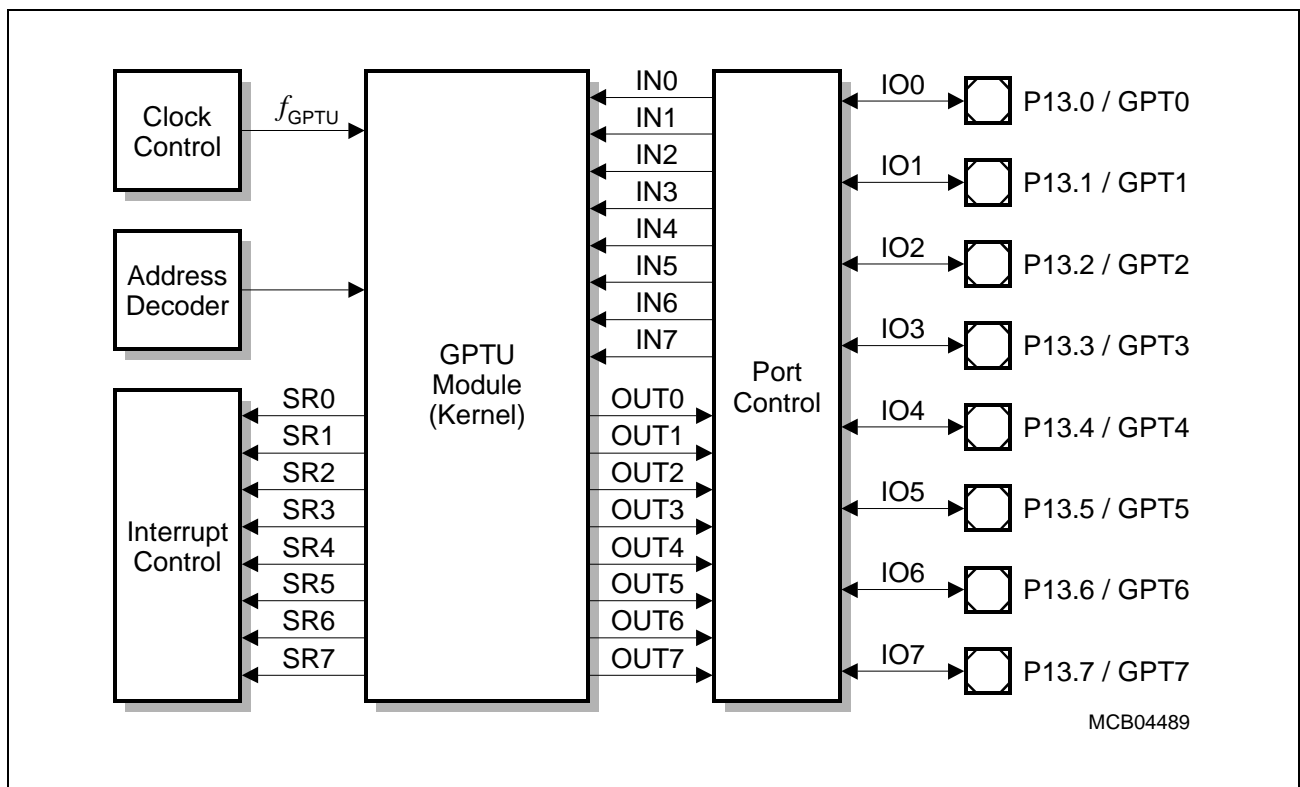 Clock
Control
fGPTU
Address
Decoder
Interrupt
Control
SR0
SR1
SR2
SR3
SR4
SR5
SR6
SR7
GPTU
Module
(Kernel)
IN0
IN1
IN2
IN3
IN4
IN5
IN6
IN7
OUT0
OUT1
OUT2
OUT3
OUT4
OUT5
OUT6
OUT7
Port
Control
IO0
P13.0 / GPT0
IO1
P13.1 / GPT1
IO2
P13.2 / GPT2
IO3
P13.3 / GPT3
IO4
P13.4 / GPT4
IO5
P13.5 / GPT5
IO6
P13.6 / GPT6
IO7
P13.7 / GPT7
MCB04489